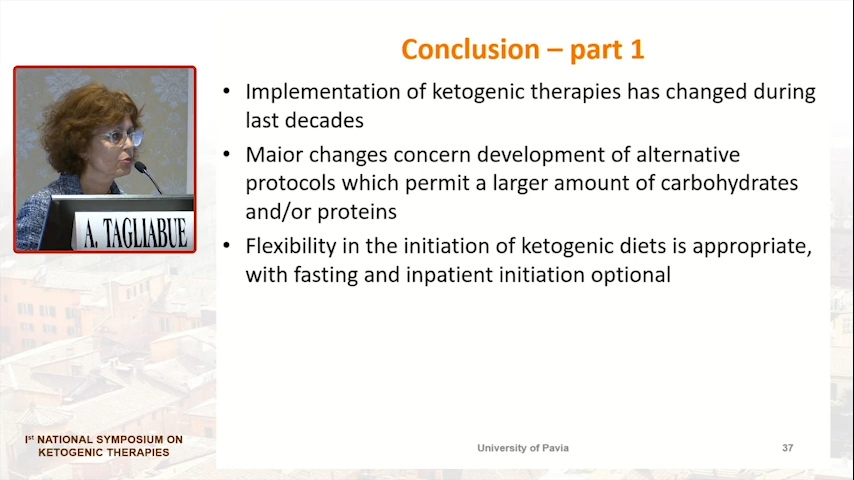 Conclusion – part 1
• Implementation of ketogenic therapies has changed during
last decades
• Maior changes concern development of alternative
protocols which permit a larger amount of carbohydrates
and/or proteins
• Flexibility in the initiation of ketogenic diets is appropriate,
with fasting and inpatient initiation optional
A. TAGLIABUE
Ist NATIONAL SYMPOSIUM ON
KETOGENIC THERAPIES
University of Pavia
37